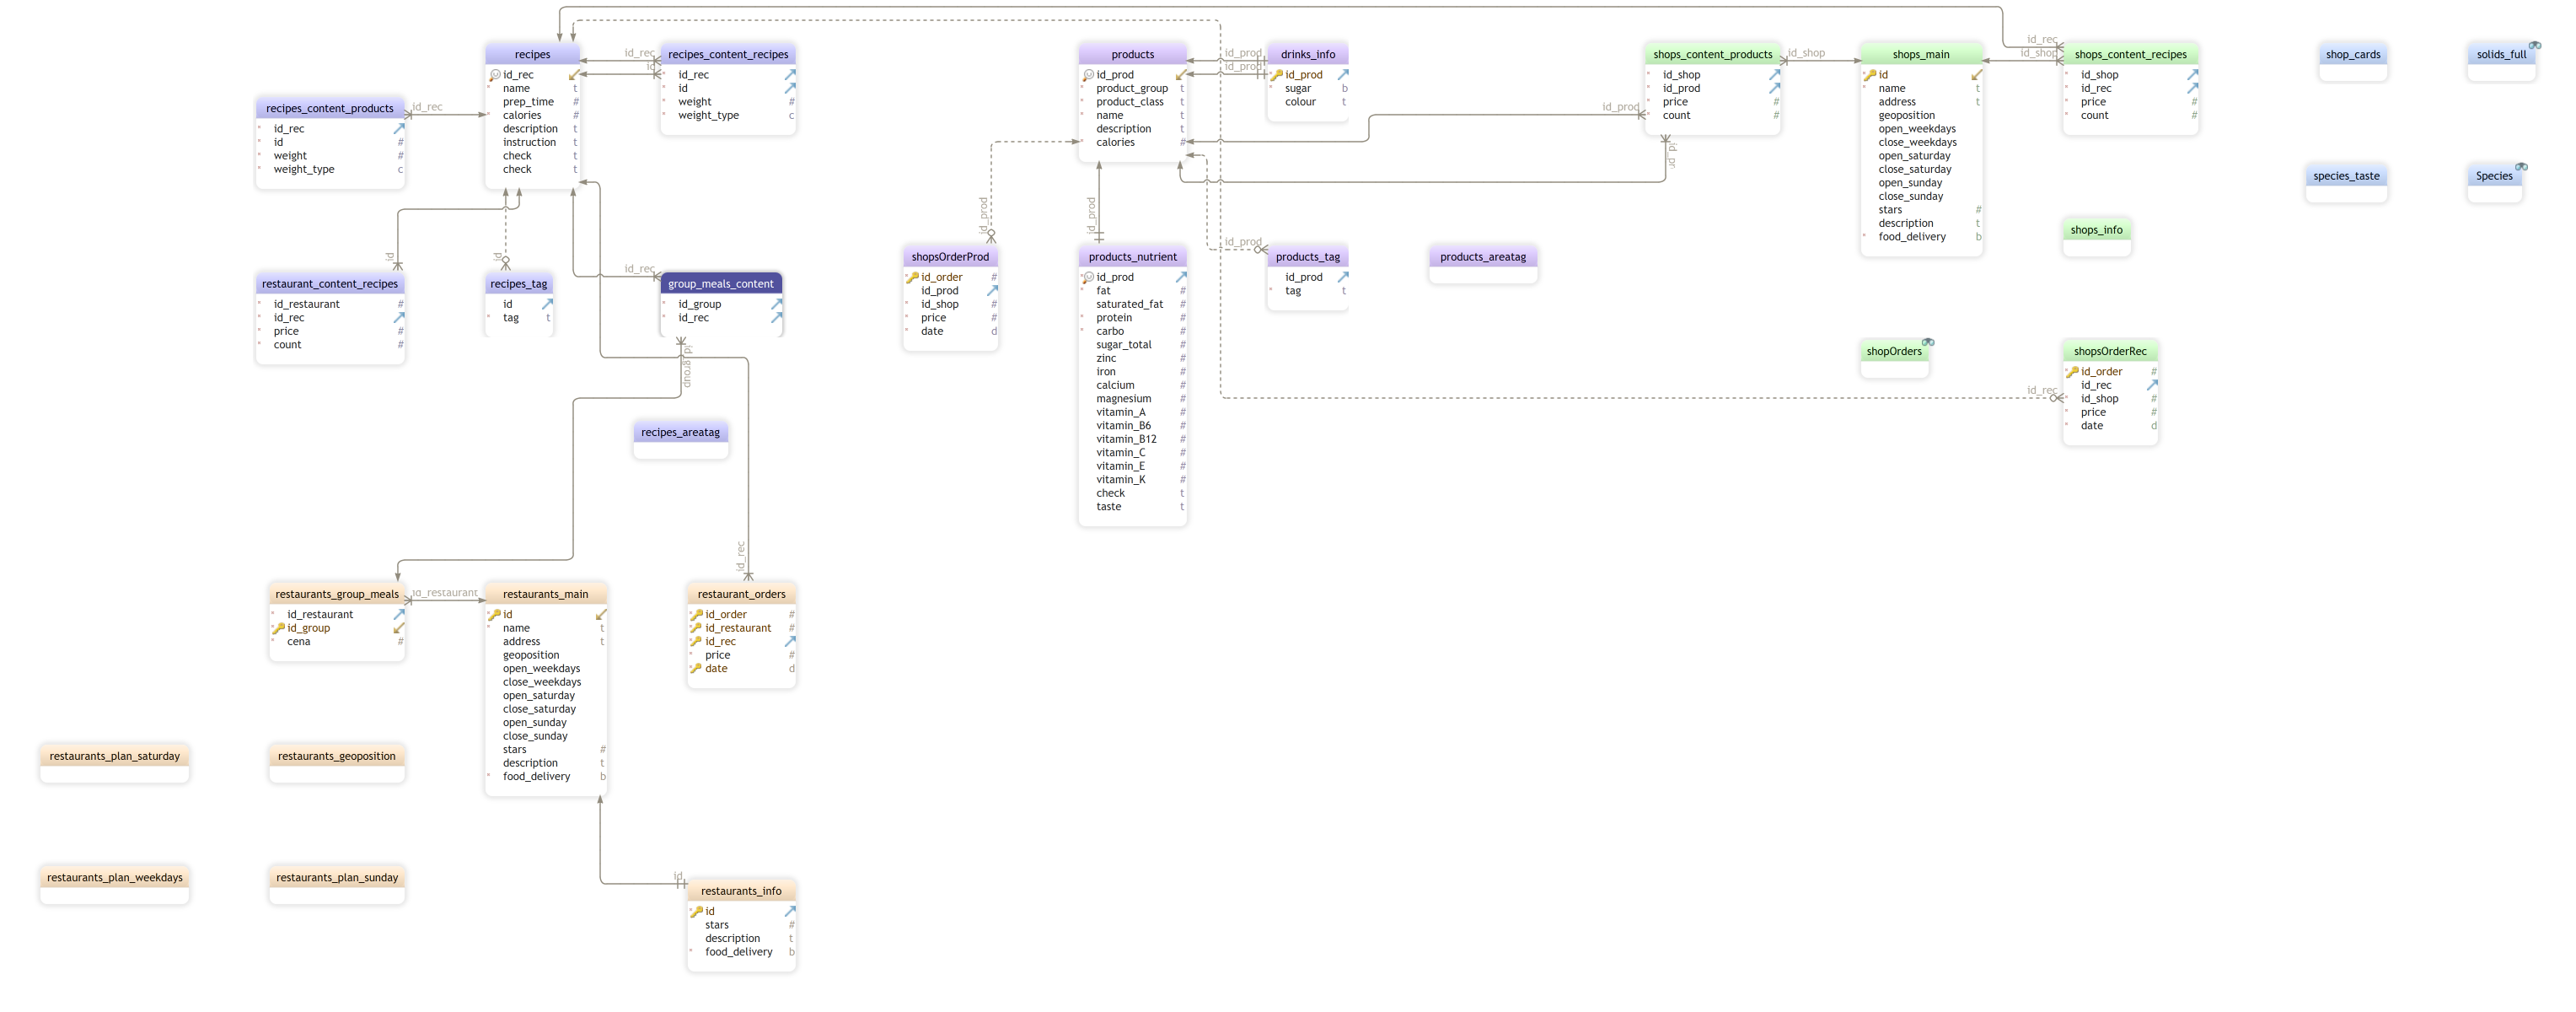 recipes
id_rec
name t
prep_time #
calories #
description t
instruction t
check t
check t
id_rec
id
recipes_content_recipes
id_rec
id
weight #
weight_type c
recipes_content_products
id_rec
id #
weight #
weight_type c
id_rec
products
id_prod
product_group t
product_class t
name t
description t
calories #
id_prod
id_prod
drinks_info
id_prod
sugar b
colour t
id_prod
shops_content_products
id_shop
id_prod
price #
count #
id_pr
id_shop
shops_main
id
name t
address t
geoposition
open_weekdays
close_weekdays
open_saturday
close_saturday
open_sunday
close_sunday
stars #
description t
food_delivery b
id_rec
id_shop
shops_content_recipes
id_shop
id_rec
price #
count #
shop_cards
solids_full
species_taste
Species
shops_info
id
restaurant_content_recipes
id_restaurant #
id_rec
price #
count #
id
recipes_tag
id
tag t
id_rec
group_meals_content
id_group
id_rec
id_group
id_prod
shopsOrderProd
id_order #
id_prod
id_shop #
price #
date d
id_prod
products_nutrient
id_prod
fat #
saturated_fat #
protein #
carbo #
sugar_total #
zinc #
iron #
calcium #
magnesium #
vitamin_A #
vitamin_B6 #
vitamin_B12 #
vitamin_C #
vitamin_E #
vitamin_K #
check t
taste t
id_prod
products_tag
id_prod
tag t
products_areatag
shopOrders
id_rec
shopsOrderRec
id_order #
id_rec
id_shop #
price #
date d
recipes_areatag
restaurants_group_meals
id_restaurant
id_group
cena #
id_restaurant
restaurants_main
id
name t
address t
geoposition
open_weekdays
close_weekdays
open_saturday
close_saturday
open_sunday
close_sunday
stars #
description t
food_delivery b
id_rec
restaurant_orders
id_order #
id_restaurant #
id_rec
price #
date d
restaurants_plan_saturday
restaurants_geoposition
restaurants_plan_weekdays
restaurants_plan_sunday
id
restaurants_info
id
stars #
description t
food_delivery b